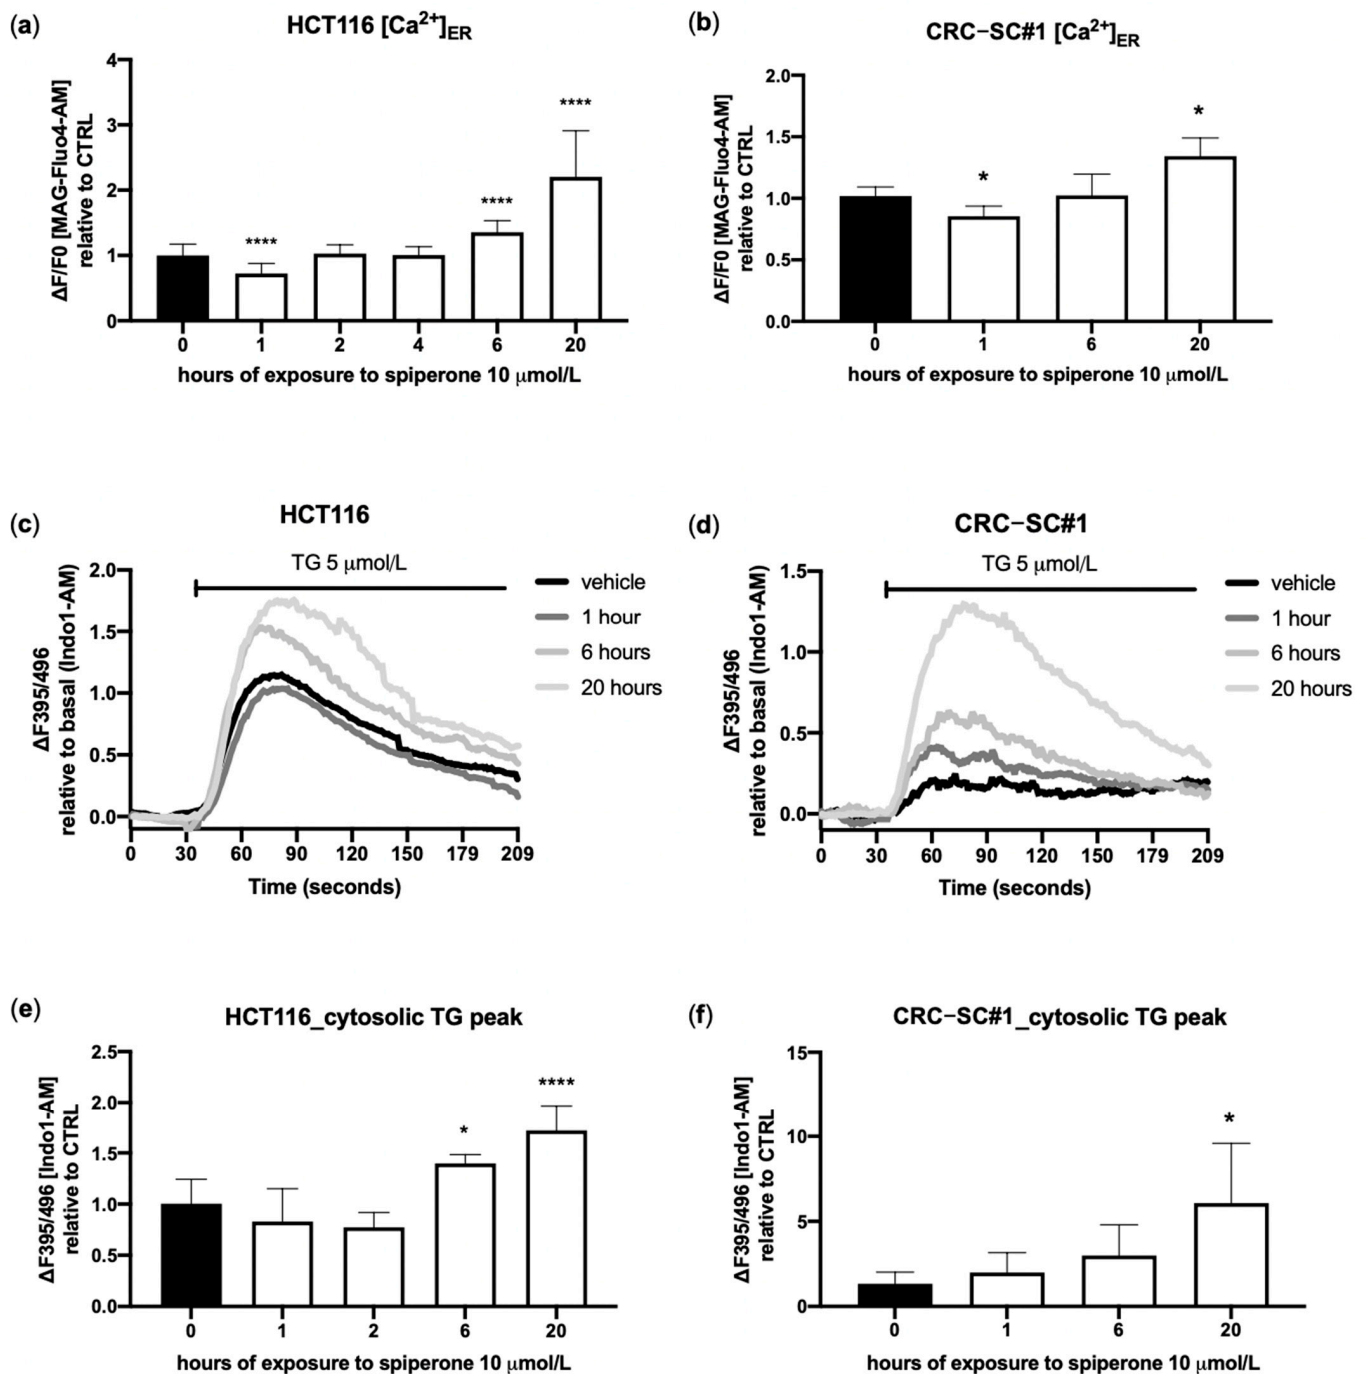 (a)
HCT116 [Ca2+]ER
ΔF/F0 [MAG-Fluo4-AM]
relative to CTRL
4
3
2
1
0
****
****
****
0 1 2 4 6 20
hours of exposure to spiperone 10 μmol/L
(b)
CRC−SC#1 [Ca2+]ER
ΔF/F0 [MAG-Fluo4-AM]
relative to CTRL
2.0
1.5
1.0
0.5
0.0
*
*
0 1 6 20
hours of exposure to spiperone 10 μmol/L
(c)
HCT116
TG 5 μmol/L
ΔF395/496
relative to basal (Indo1-AM)
2.0
1.5
1.0
0.5
0.0
0 30 60 90 120 150 179 209
Time (seconds)
vehicle
1 hour
6 hours
20 hours
(d)
CRC−SC#1
TG 5 μmol/L
ΔF395/496
relative to basal (Indo1-AM)
1.5
1.0
0.5
0.0
0 30 60 90 120 150 179 209
Time (seconds)
vehicle
1 hour
6 hours
20 hours
(e)
HCT116_cytosolic TG peak
ΔF395/496 [Indo1-AM]
relative to CTRL
2.5
2.0
1.5
1.0
0.5
0.0
*
****
0 1 2 6 20
hours of exposure to spiperone 10 μmol/L
(f)
CRC−SC#1_cytosolic TG peak
ΔF395/496 [Indo1-AM]
relative to CTRL
15
10
5
0
*
0 1 6 20
hours of exposure to spiperone 10 μmol/L